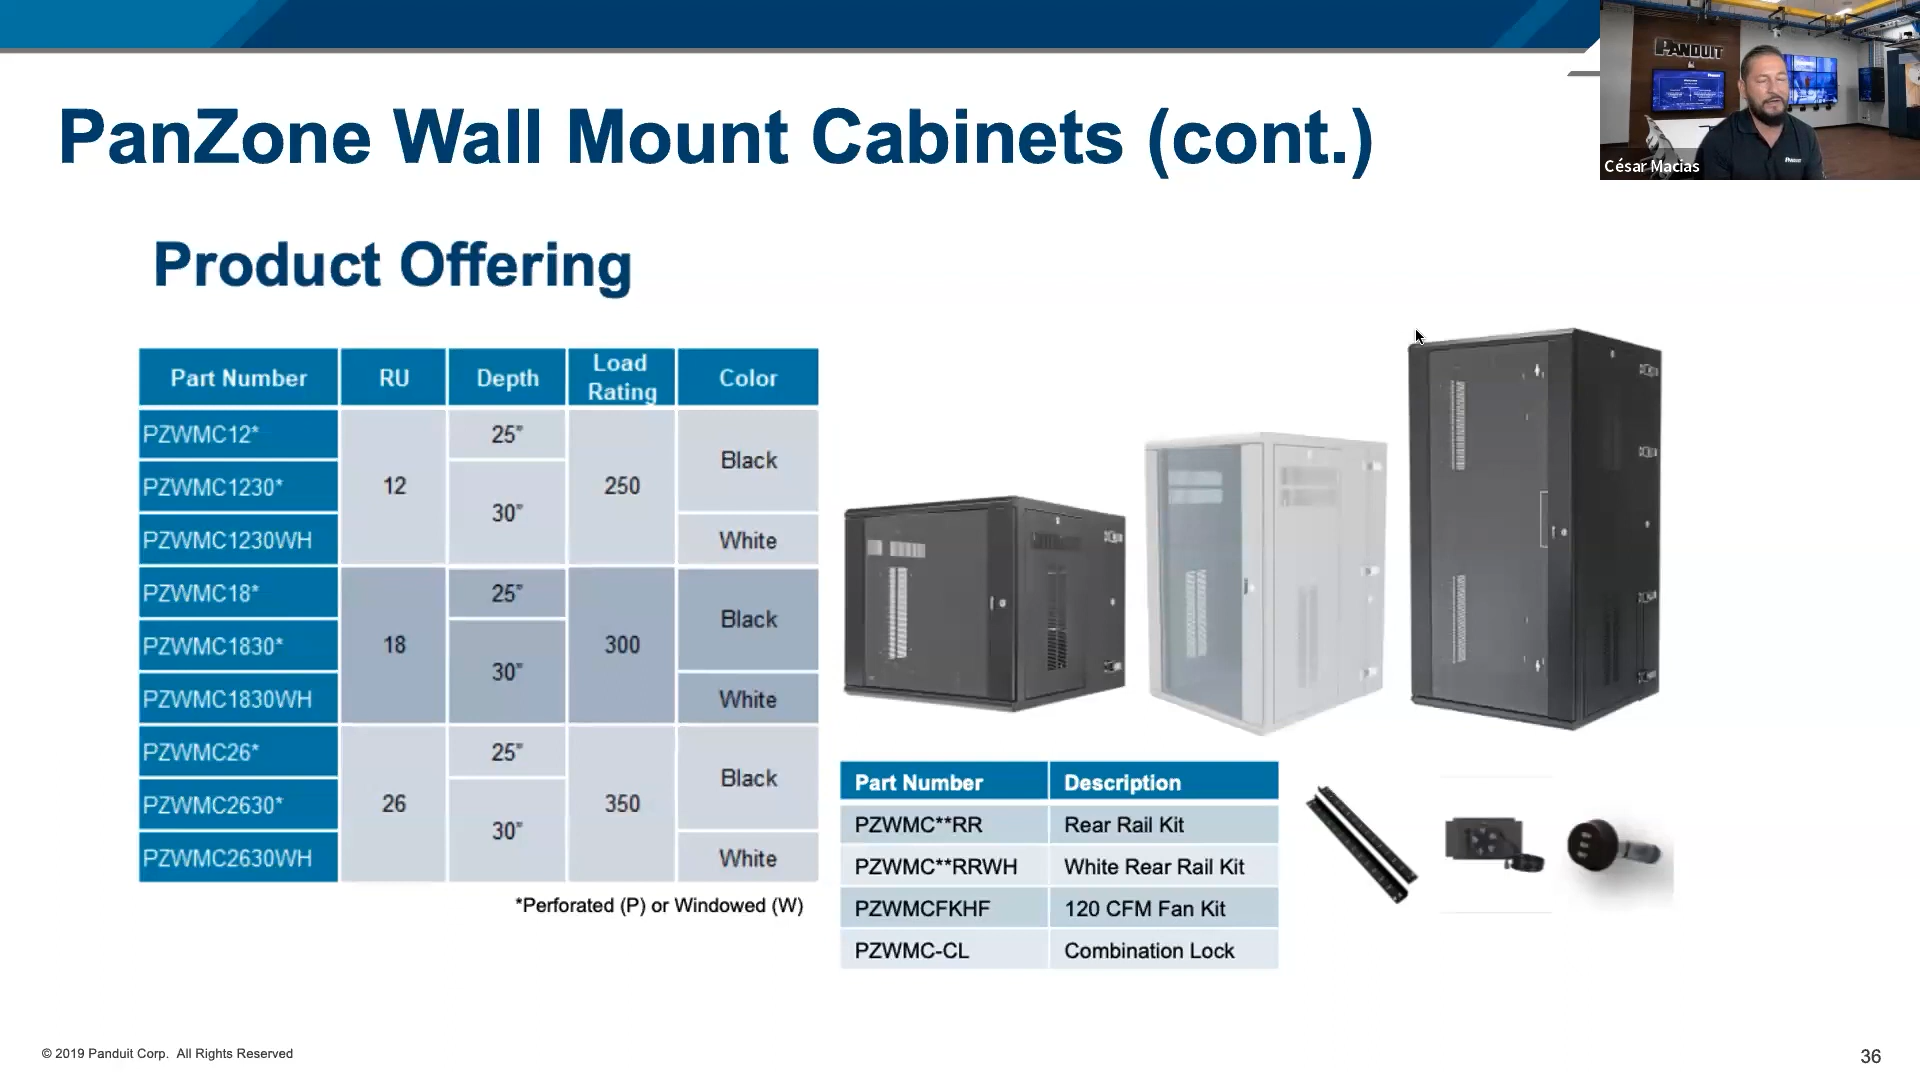 PANDUIT
César Macias
PanZone Wall Mount Cabinets (cont.)
Product Offering
Part Number RU Depth Load Rating Color
PZWMC12* 12 25" 250 Black
PZWMC1230* 30"
PZWMC1230WH White
PZWMC18* 18 25" 300 Black
PZWMC1830* 30"
PZWMC1830WH White
PZWMC26* 26 25" 350 Black
PZWMC2630* 30"
PZWMC2630WH White
*Perforated (P) or Windowed (W)
Part Number Description
PZWMC**RR Rear Rail Kit
PZWMC**RRWH White Rear Rail Kit
PZWMCFKHF 120 CFM Fan Kit
PZWMC-CL Combination Lock
© 2019 Panduit Corp. All Rights Reserved
36